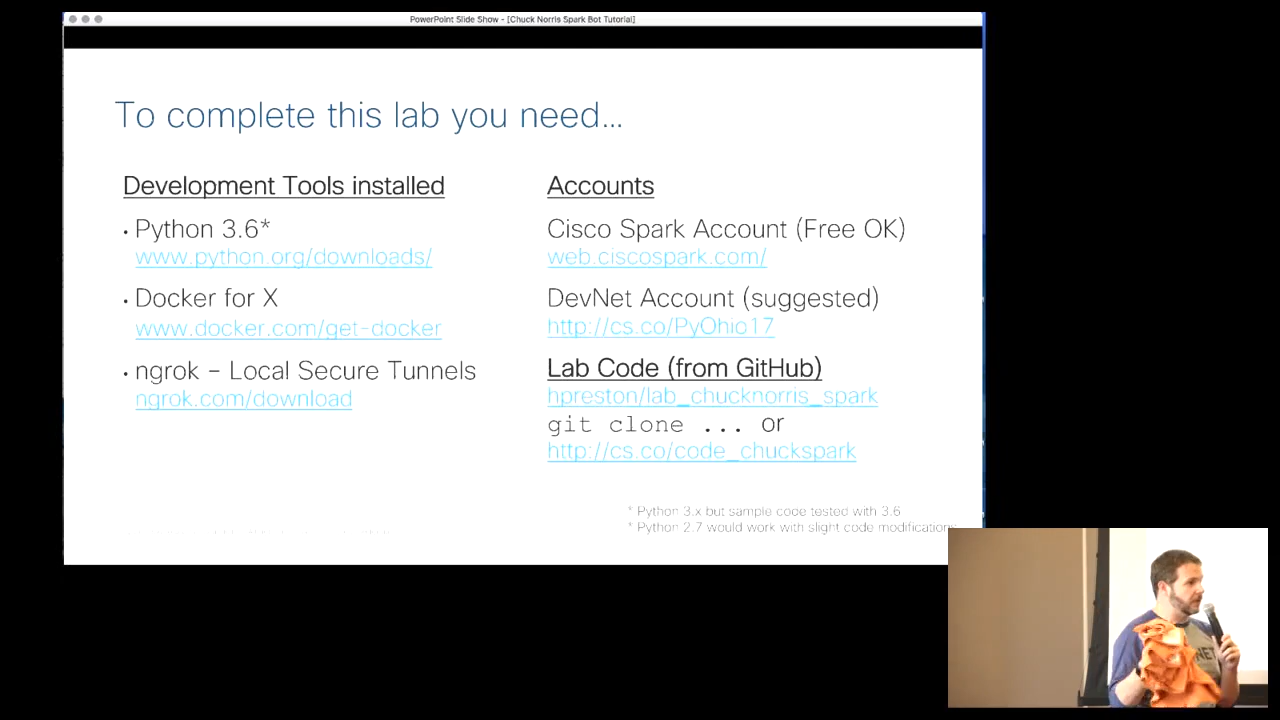 PowerPoint Slide Show - [Chuck Norris Spark Bot Tutorial]
To complete this lab you need...
Development Tools installed
• Python 3.6*
www.python.org/downloads/
• Docker for X
www.docker.com/get-docker
• ngrok – Local Secure Tunnels
ngrok.com/download
Accounts
Cisco Spark Account (Free OK)
web.ciscospark.com/
DevNet Account (suggested)
http://cs.co/PyOhio17
Lab Code (from GitHub)
hpreston/lab_chucknorris_spark
git clone ... or
http://cs.co/code_chuckspark
* Python 3.x but sample code tested with 3.6
* Python 2.7 would work with slight code modifications